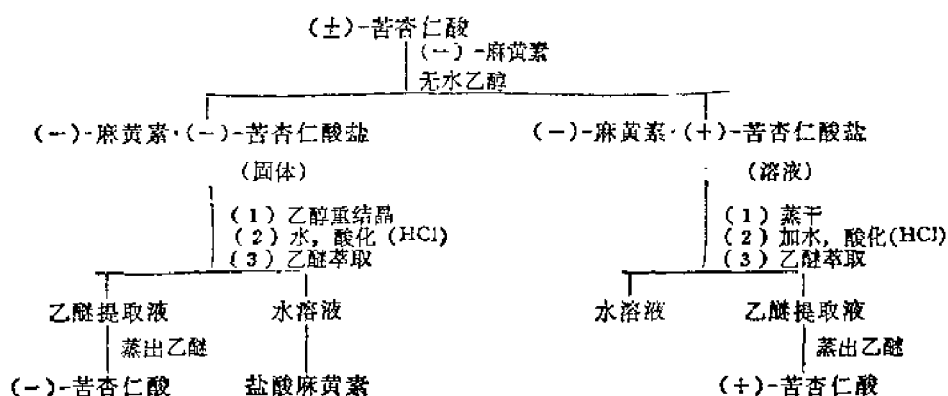 (±)-苦杏仁酸
(-)-麻黄素
无水乙醇
(-)-麻黄素·(-)-苦杏仁酸盐
(-)-麻黄素·(+)-苦杏仁酸盐
(固体)
(溶液)
(1)乙醇重结晶
(2)水,酸化(HCl)
(3)乙醚萃取
(1)蒸干
(2)加水,酸化(HCl)
(3)乙醚萃取
乙醚提取液
水溶液
水溶液
乙醚提取液
蒸出乙醚
蒸出乙醚
(-)-苦杏仁酸
盐酸麻黄素
(+)-苦杏仁酸